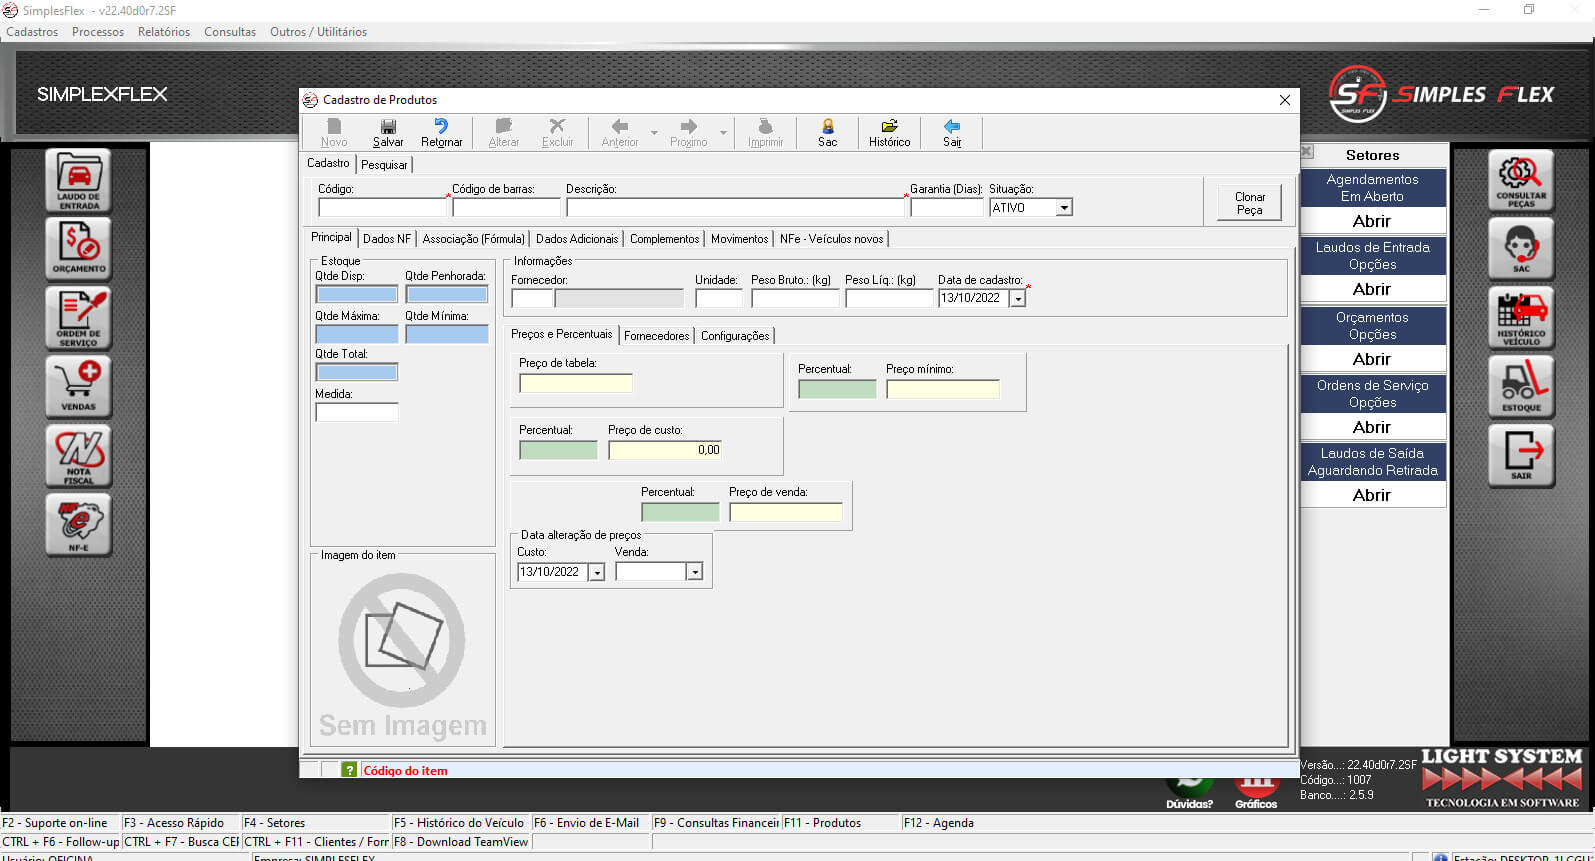 SimplesFlex - v22.40d0r7.2SF
Cadastros Processos Relatórios Consultas Outros / Utilitários
SIMPLEXFLEX
SF
SIMPLES FLEX
SIMPLES FLEX
LAUDO DE
ENTRADA
ORÇAMENTO
ORDEM DE
SERVIÇO
VENDAS
NOTA
FISCAL
NF-E
Cadastro de Produtos
Novo Salvar Retornar Alterar Excluir Anterior Proximo Imprimir Sac Histórico Sair
Cadastro Pesquisar
Código: * Código de barras: Descrição: * Garantia (Dias): Situação:
ATIVO
Clonar
Peça
Principal Dados NF Associação (Fórmula) Dados Adicionais Complementos Movimentos NFe - Veículos novos
Estoque
Qtde Disp: Qtde Penhorada:
Qtde Máxima: Qtde Mínima:
Qtde Total:
Medida:
Informações
Fornecedor: Unidade: Peso Bruto.: (kg) Peso Líq.: (kg) Data de cadastro: *
13/10/2022
Preços e Percentuais Fornecedores Configurações
Preço de tabela:
Percentual: Preço mínimo:
Percentual: Preço de custo:
0,00
Percentual: Preço de venda:
Data alteração de preços
Custo: Venda:
13/10/2022
Imagem do item
Sem Imagem
? Código do item
Setores
Agendamentos
Em Aberto
Abrir
Laudos de Entrada
Opções
Abrir
Orçamentos
Opções
Abrir
Ordens de Serviço
Opções
Abrir
Laudos de Saída
Aguardando Retirada
Abrir
CONSULTAR
PEÇAS
SAC
HISTÓRICO
VEÍCULO
ESTOQUE
SAIR
Dúvidas? Gráficos
Versão...: 22.40d0r7.2SF
Código...: 1007
Banco....: 2.5.9
LIGHT SYSTEM
TECNOLOGIA EM SOFTWARE
F2 - Suporte on-line F3 - Acesso Rápido F4 - Setores F5 - Histórico do Veículo F6 - Envio de E-Mail F9 - Consultas Financeir F11 - Produtos F12 - Agenda
CTRL + F6 - Follow-up CTRL + F7 - Busca CEF CTRL + F11 - Clientes / Forr F8 - Download TeamView
Usuário: OFICINA Empresa: SIMPLESFLEX